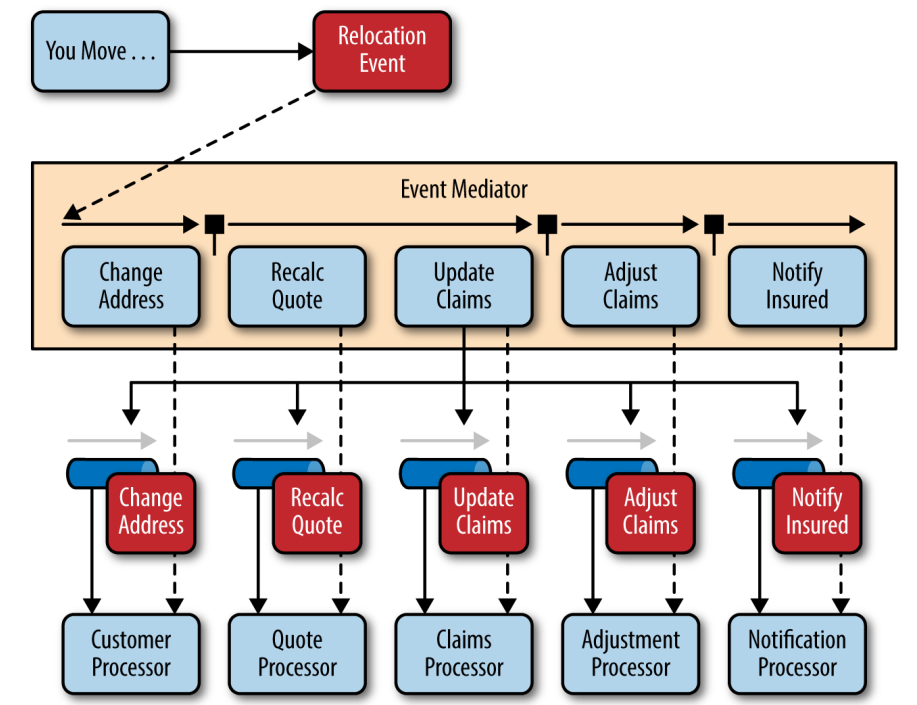 You Move . . .
Relocation
Event
Event Mediator
Change
Address
Recalc
Quote
Update
Claims
Adjust
Claims
Notify
Insured
Change
Address
Recalc
Quote
Update
Claims
Adjust
Claims
Notify
Insured
Customer
Processor
Quote
Processor
Claims
Processor
Adjustment
Processor
Notification
Processor